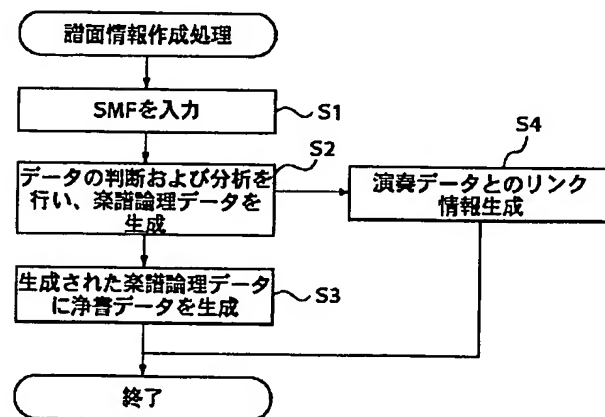 譜面情報作成処理
SMFを入力
S1
S2
データの判断および分析を
行い、楽譜論理データを
生成
S4
演奏データとのリンク
情報生成
生成された楽譜論理データ
に浄書データを生成
S3
終了